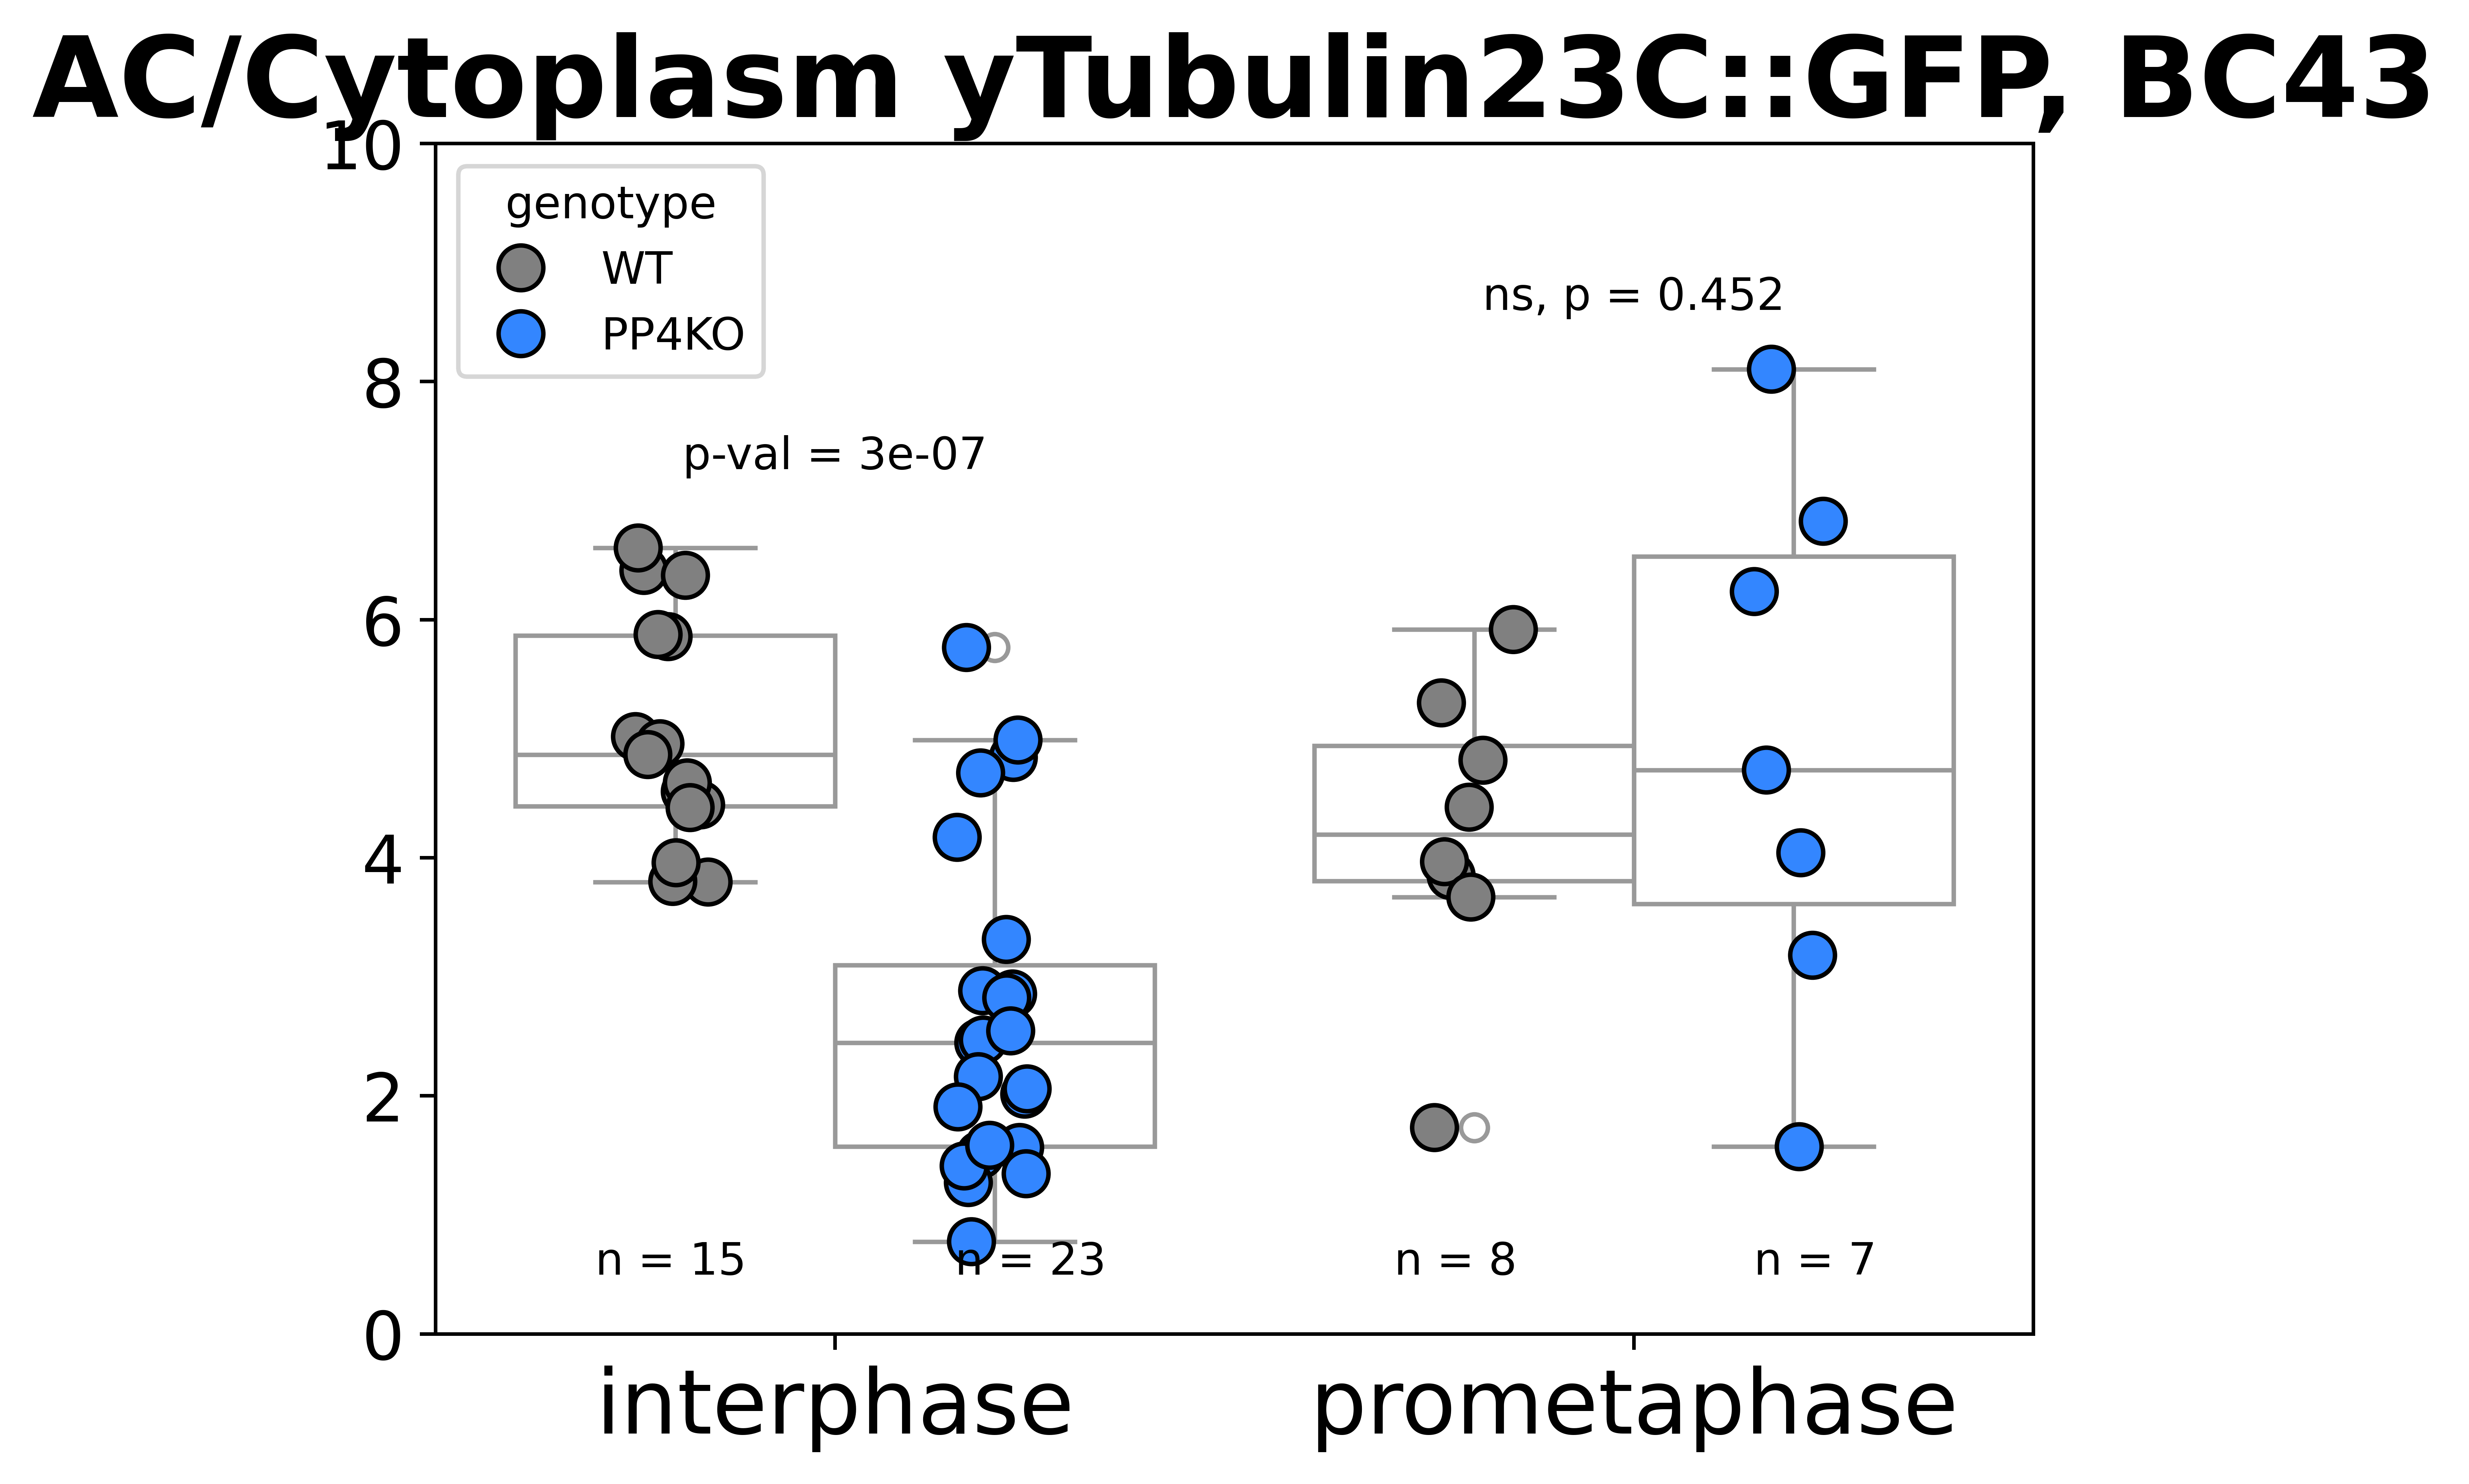 AC/Cytoplasm yTubulin23C::GFP, BC43
10
8
6
4
2
0
genotype
WT
PP4KO
p-val = 3e-07
ns, p = 0.452
n = 15
n = 23
n = 8
n = 7
interphase
prometaphase